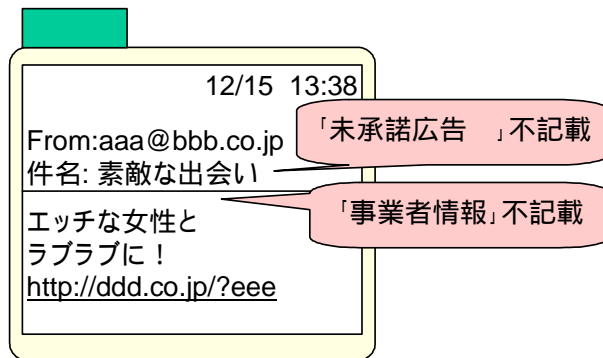 12/15 13:38
From:aaa@bbb.co.jp
件名: 素敵な出会い
エッチな女性と
ラブラブに！
http://ddd.co.jp/?eee
「未承諾広告　」不記載
「事業者情報」不記載